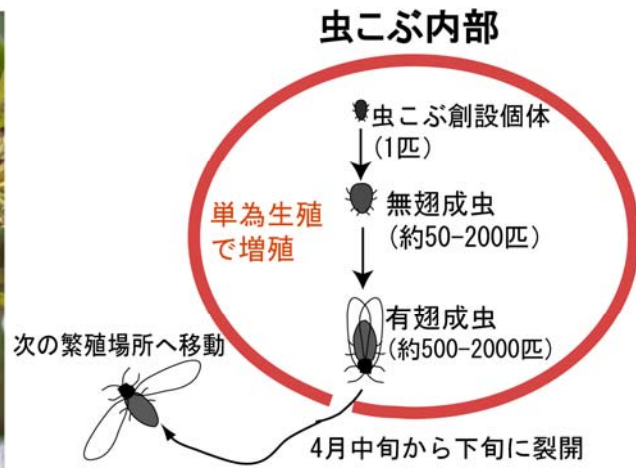 虫こぶ内部
虫こぶ創設個体
(1匹)
無翅成虫
(約50-200匹)
単為生殖
で増殖
有翅成虫
(約500-2000匹)
次の繁殖場所へ移動
4月中旬から下旬に裂開